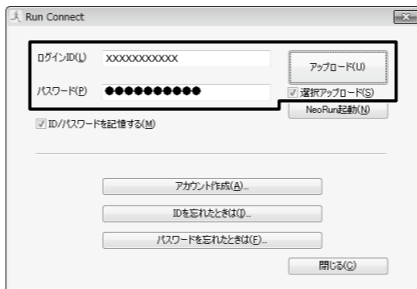 Run Connect
ログインID(L) XXXXXXXXXXX
アップロード(U)
パスワード(P) ●●●●●●●●●●
選択アップロード(S)
NeoRun起動(N)
ID/パスワードを記憶する(M)
アカウント作成(A)...
IDを忘れたときは(I)...
パスワードを忘れたときは(F)...
閉じる(C)